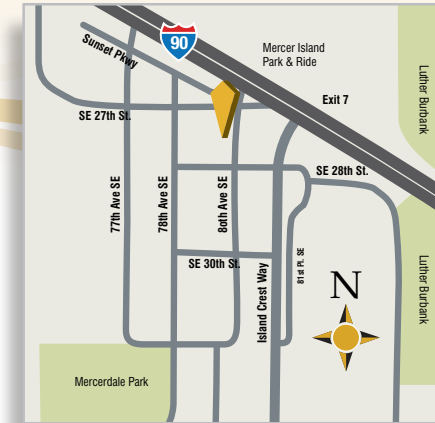 90
Sunset Pkwy
Mercer Island
Park & Ride
Exit 7
Luther Burbank
SE 27th St.
SE 28th St.
77th Ave SE
78th Ave SE
80th Ave SE
Island Crest Way
81st Pl. SE
SE 30th St.
Luther Burbank
N
Mercerdale Park